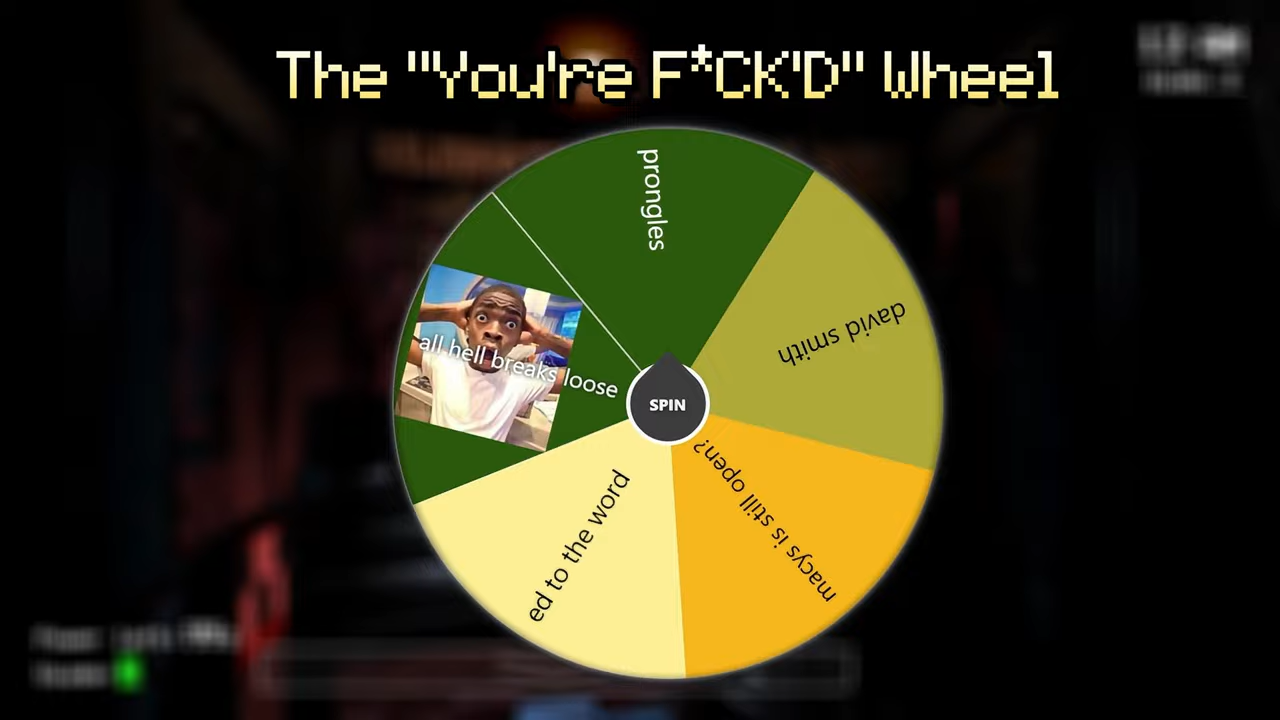 The "You're F*CK'D" Wheel
prongles
david smith
all hell breaks loose
SPIN
macys is still open?
ed to the word